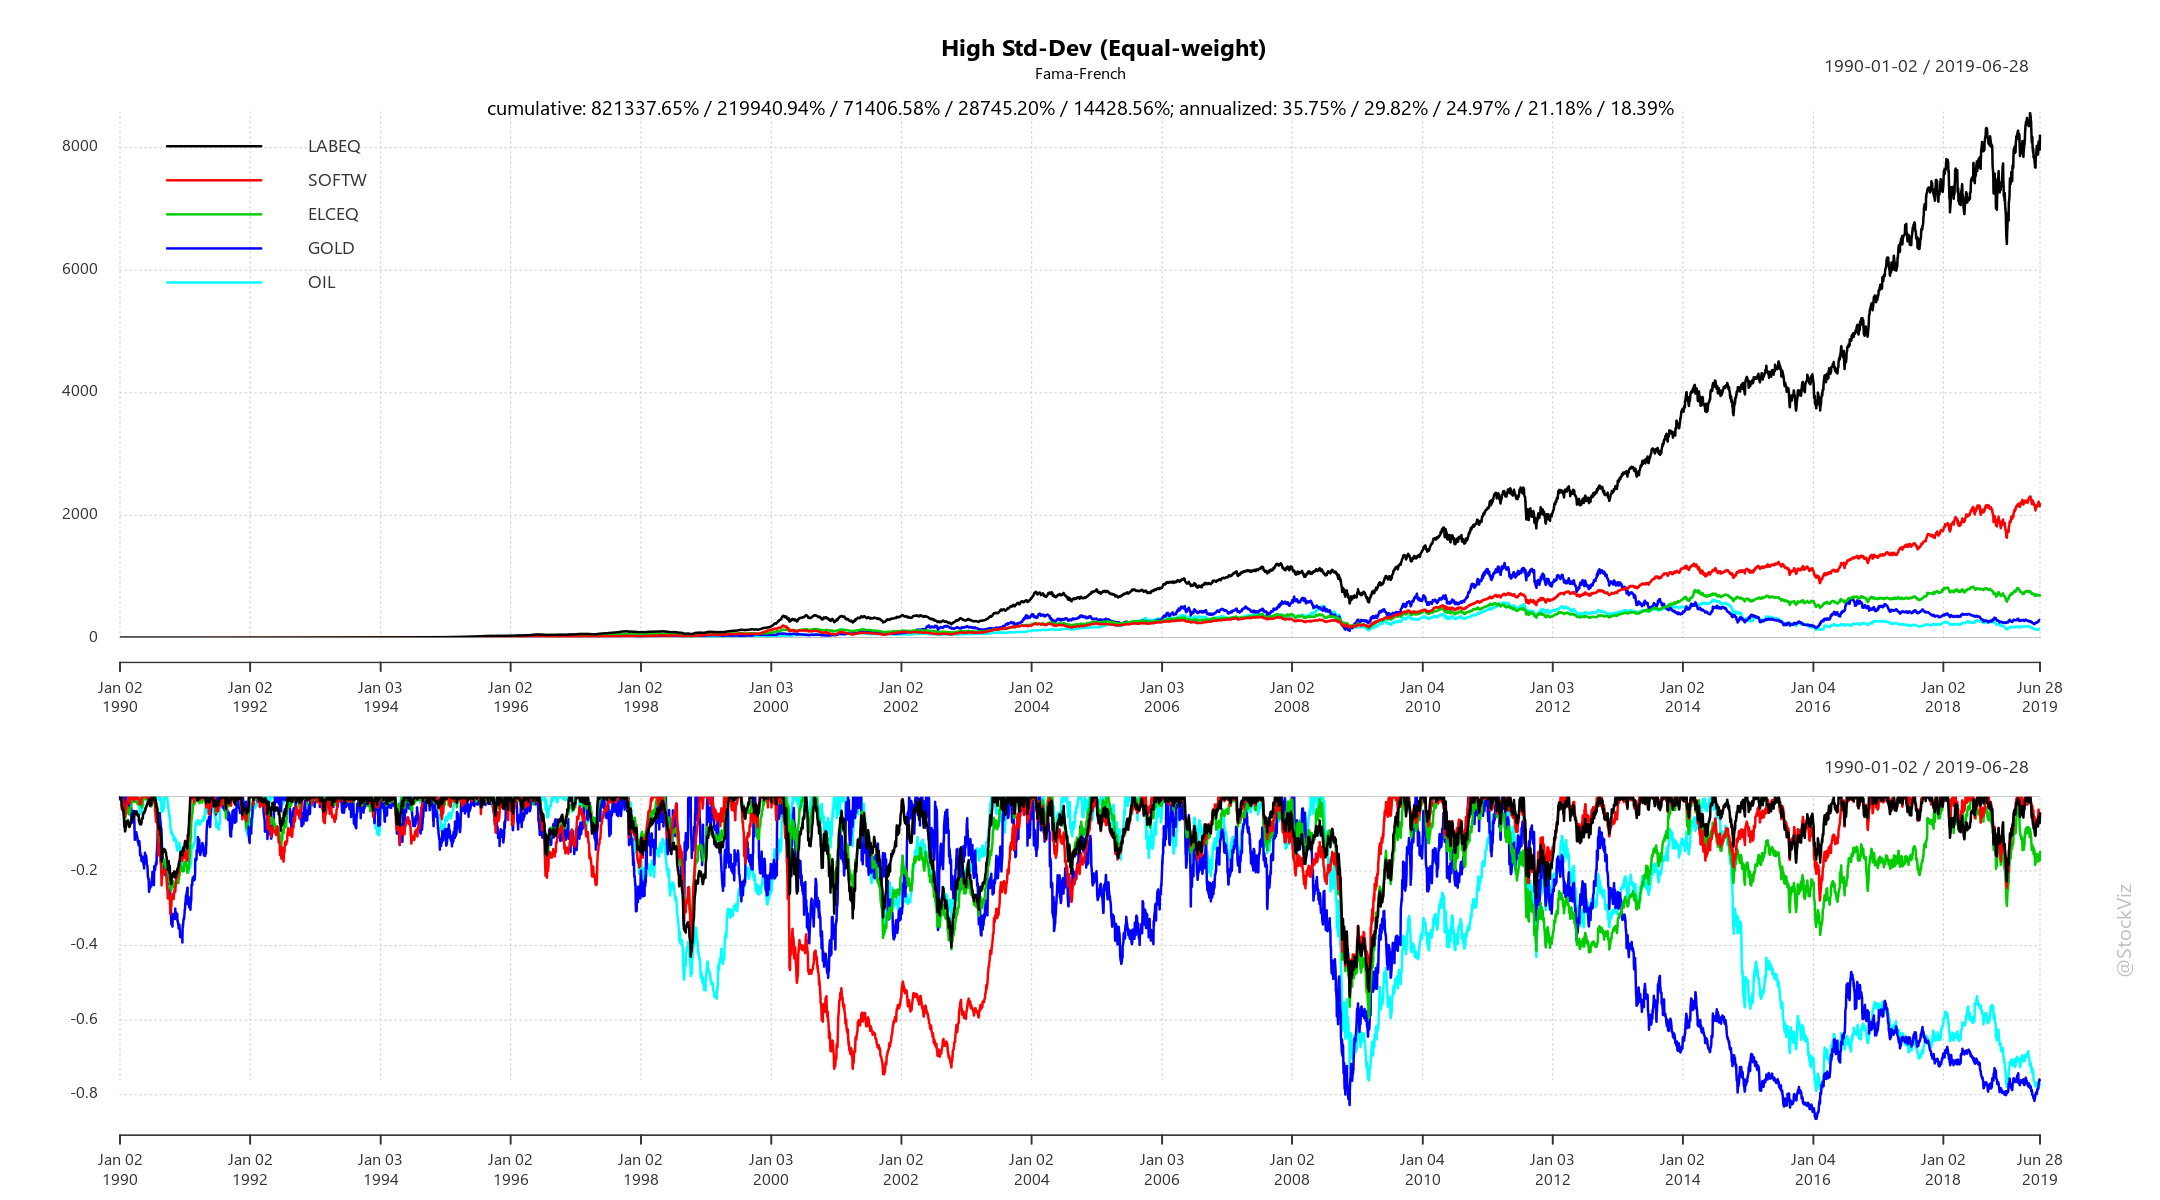 High Std-Dev (Equal-weight)
Fama-French
1990-01-02 / 2019-06-28
cumulative: 821337.65% / 219940.94% / 71406.58% / 28745.20% / 14428.56%; annualized: 35.75% / 29.82% / 24.97% / 21.18% / 18.39%
LABEQ
SOFTW
ELCEQ
GOLD
OIL
8000
6000
4000
2000
0
Jan 02 Jan 02 Jan 03 Jan 02 Jan 02 Jan 03 Jan 02 Jan 02 Jan 03 Jan 02 Jan 04 Jan 03 Jan 02 Jan 04 Jan 02 Jun 28
1990 1992 1994 1996 1998 2000 2002 2004 2006 2008 2010 2012 2014 2016 2018 2019
1990-01-02 / 2019-06-28
-0.2
-0.4
-0.6
-0.8
Jan 02 Jan 02 Jan 03 Jan 02 Jan 02 Jan 03 Jan 02 Jan 02 Jan 03 Jan 02 Jan 04 Jan 03 Jan 02 Jan 04 Jan 02 Jun 28
1990 1992 1994 1996 1998 2000 2002 2004 2006 2008 2010 2012 2014 2016 2018 2019
@StockViz